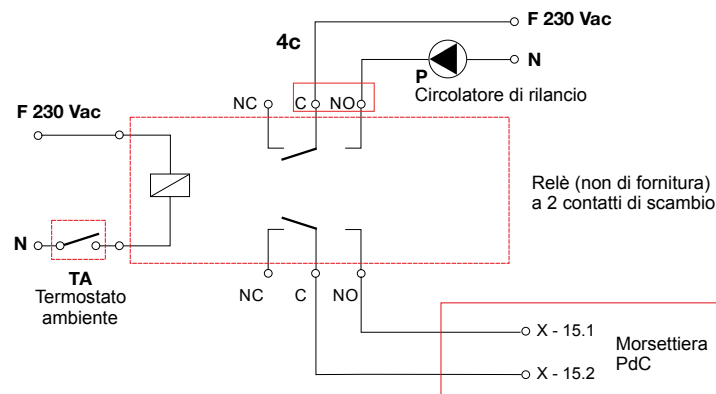 F 230 Vac
4c
N
P
Circolatore di rilancio
NC
C
NO
F 230 Vac
Relè (non di fornitura)
a 2 contatti di scambio
N
TA
Termostato
ambiente
NC
C
NO
X - 15.1
Morsettiera
PdC
X - 15.2